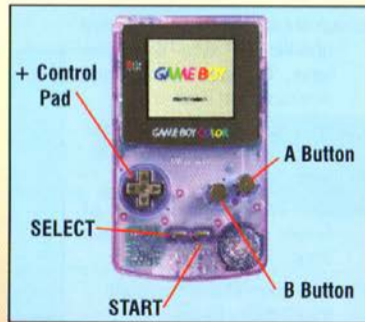 + Control
Pad
GAME BOY
GAME BOY COLOR
A Button
SELECT
B Button
START